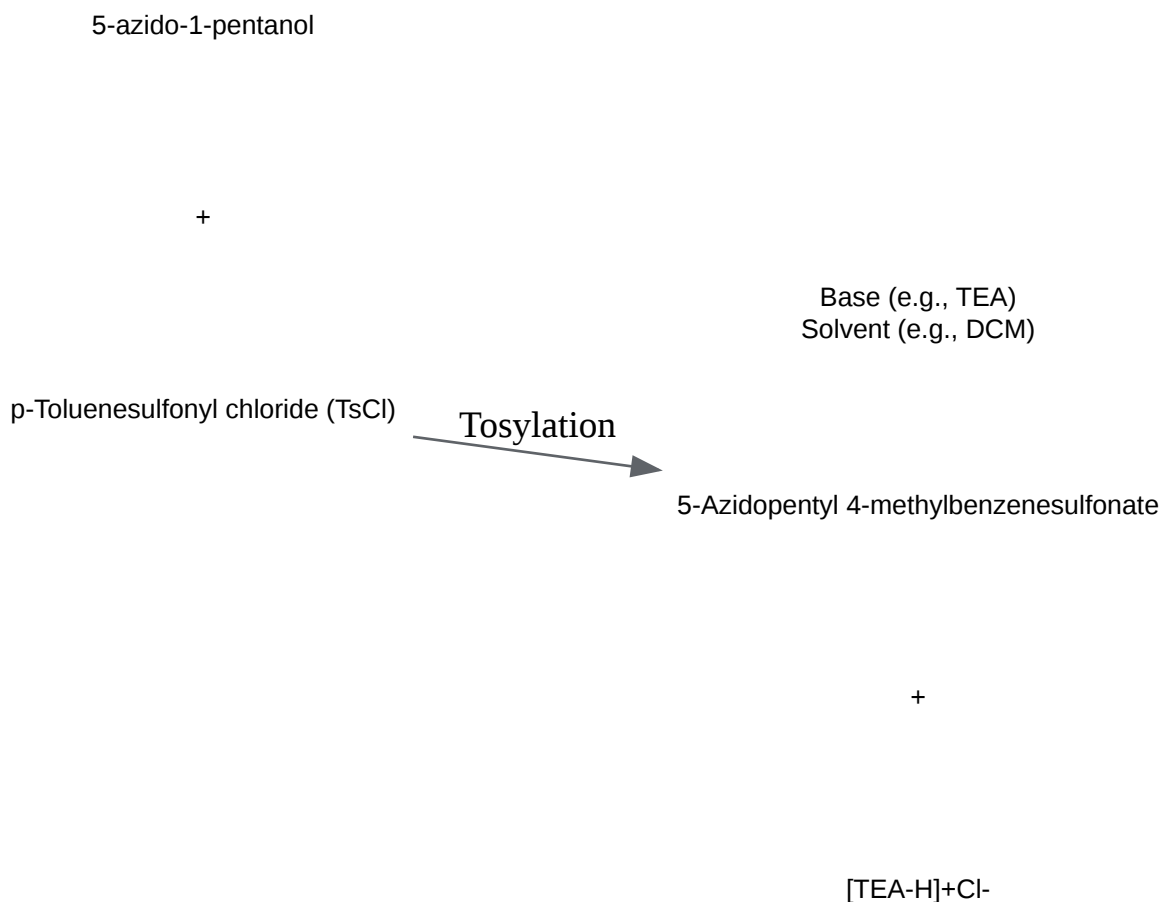 5-azido-1-pentanol
+
p-Toluenesulfonyl chloride (TsCl)
Tosylation
Base (e.g., TEA)
Solvent (e.g., DCM)
5-Azidopentyl 4-methylbenzenesulfonate
+
[TEA-H]+Cl-